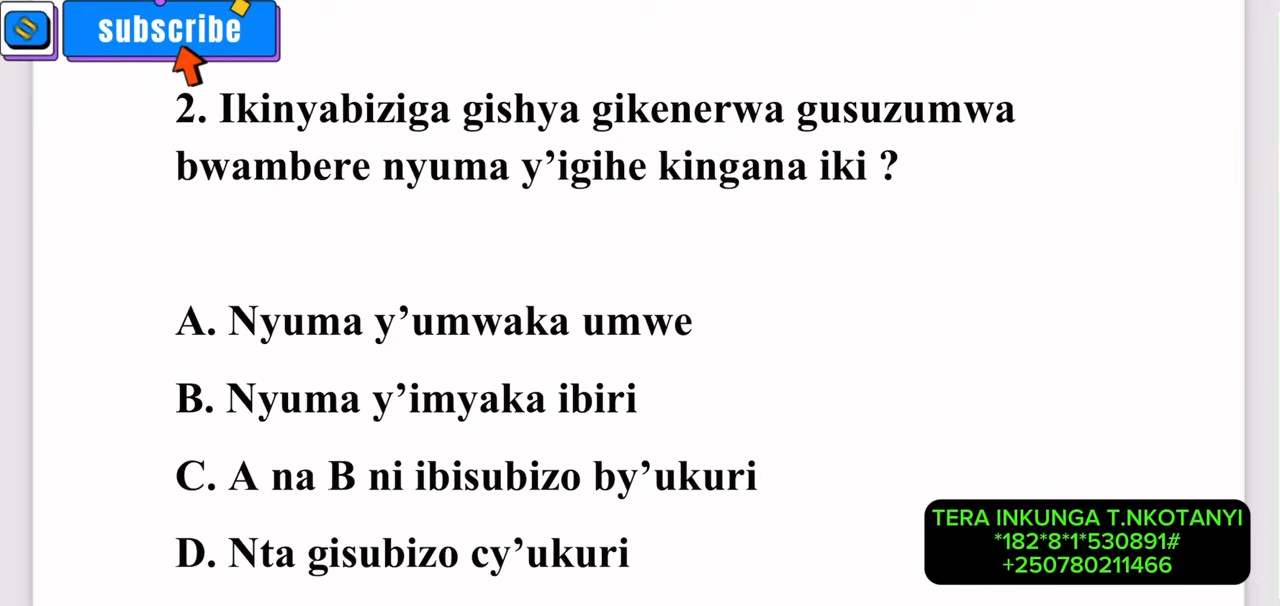 subscribe
2. Ikinyabiziga gishya gikenerwa gusuzumwa
bwambere nyuma y’igihe kingana iki ?
A. Nyuma y’umwaka umwe
B. Nyuma y’imyaka ibiri
C. A na B ni ibisubizo by’ukuri
D. Nta gisubizo cy’ukuri
TERA INKUNGA T.NKOTANYI
*182*8*1*530891#
+250780211466